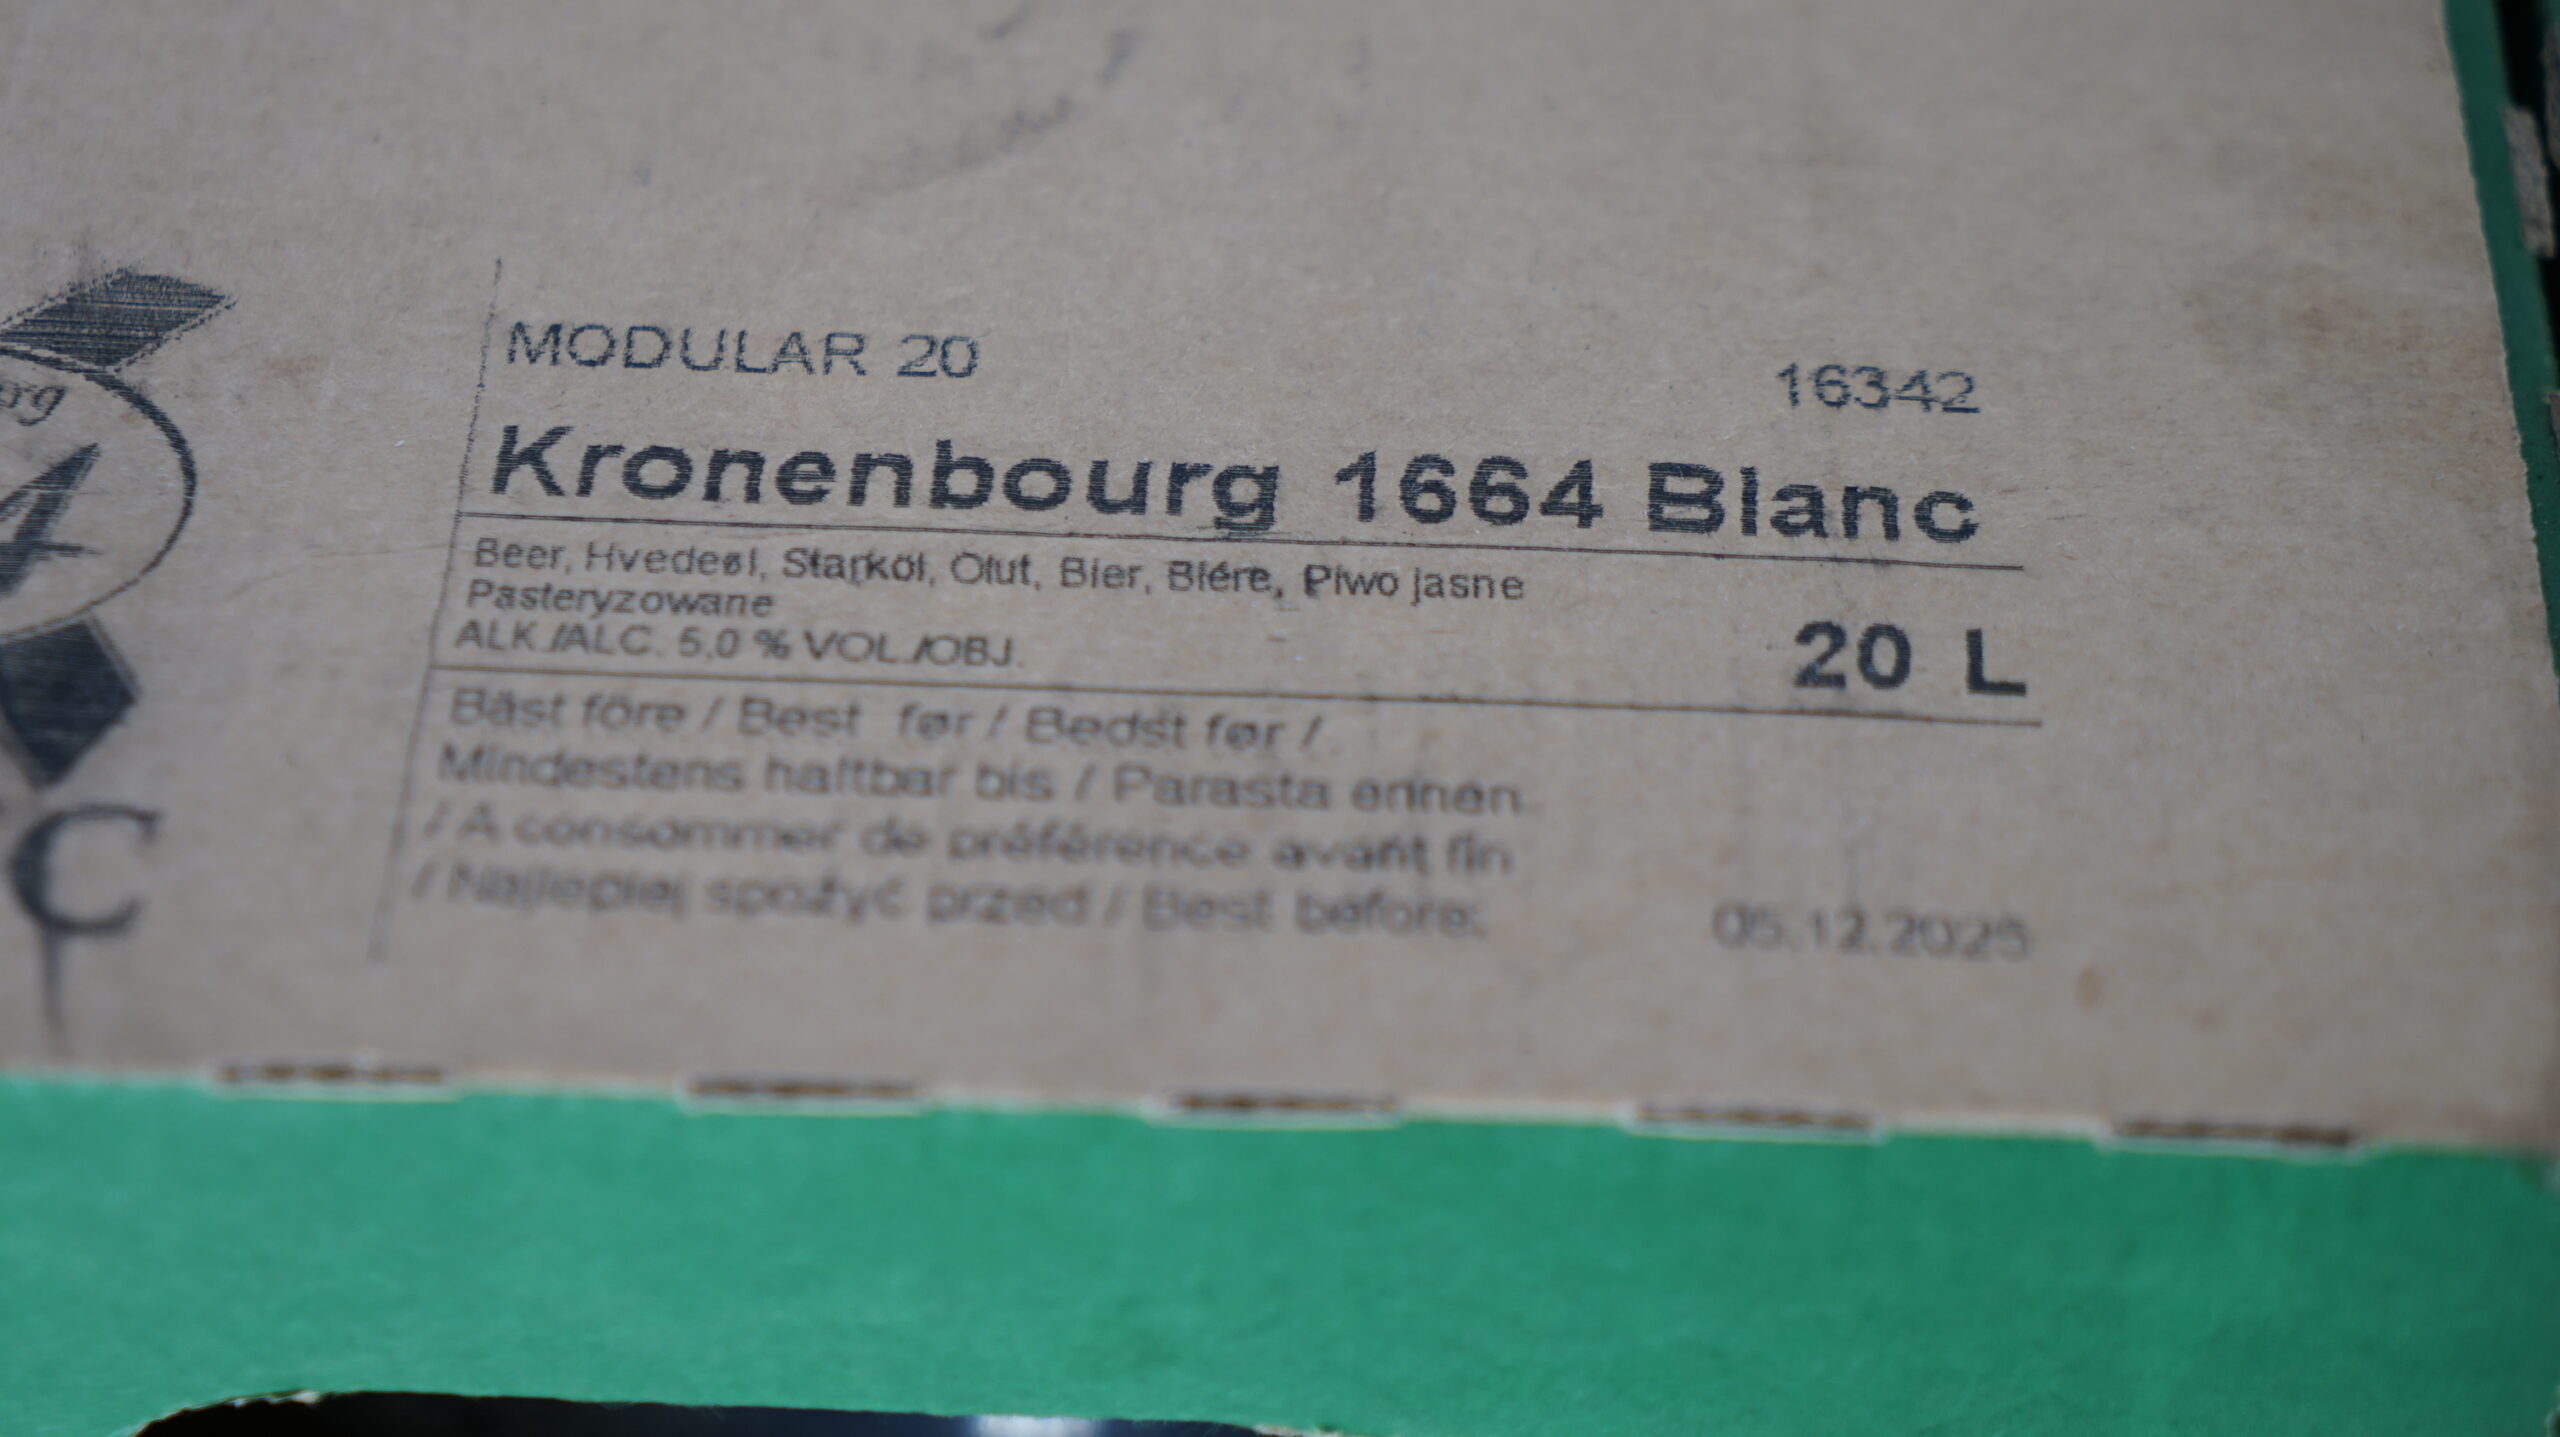 MODULAR 20
16342
Kronenbourg 1664 Blanc
Beer, Hvedeøl, Starköl, Olut, Bier, Biére, Piwo jasne
Pasteryzowane
ALK./ALC. 5,0 % VOL./OBJ.
20 L
Bäst före / Best før / Bedst før /
Mindestens haltbar bis / Parasta ennen
/ A consommer de préférence avant fin
/ Najlepiej spożyć przed / Best before:
05.12.2025
rg
4
C